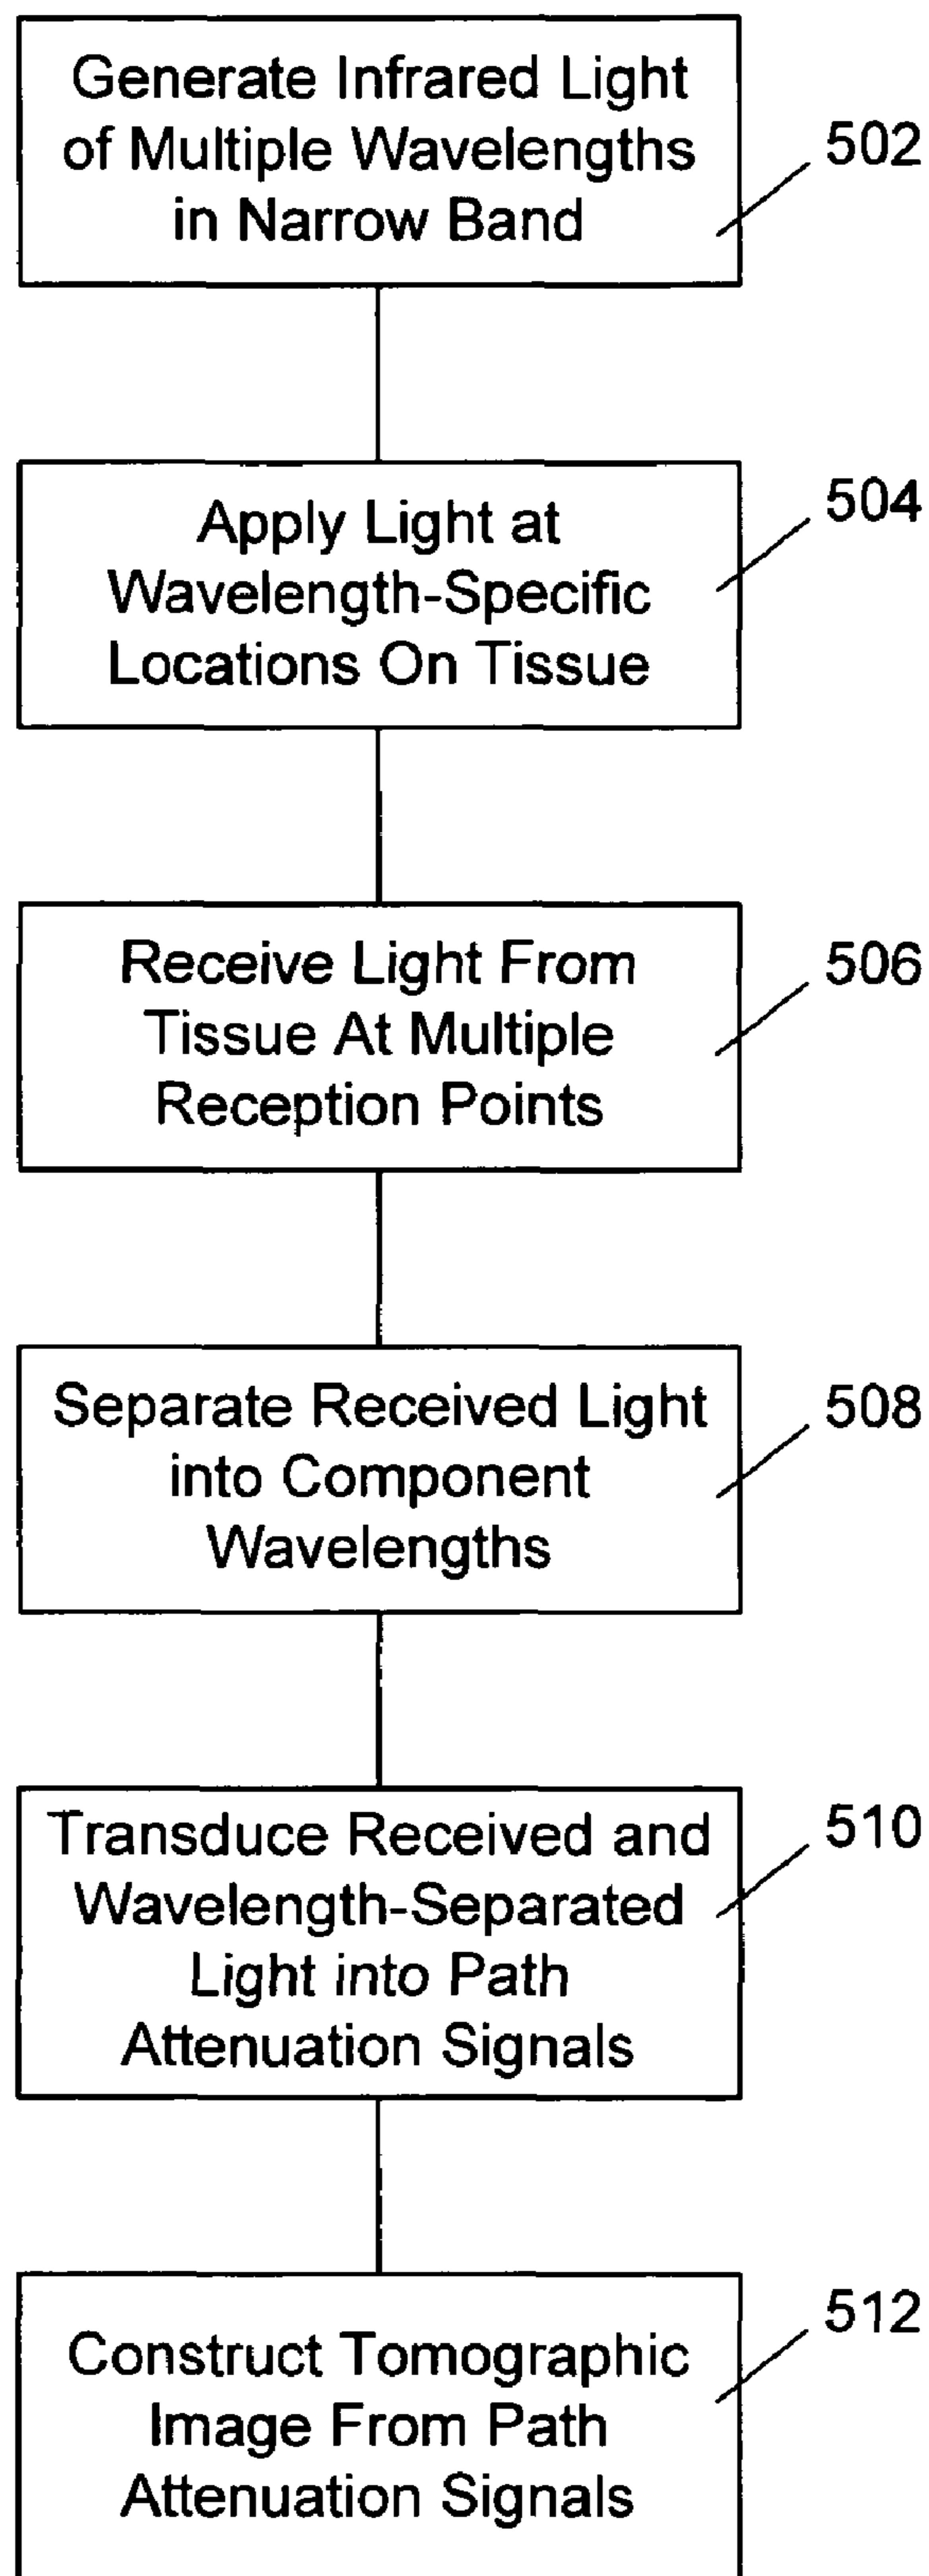 Generate Infrared Light
of Multiple Wavelengths
in Narrow Band
502
Apply Light at
Wavelength-Specific
Locations On Tissue
504
Receive Light From
Tissue At Multiple
Reception Points
506
Separate Received Light
into Component
Wavelengths
508
Transduce Received and
Wavelength-Separated
Light into Path
Attenuation Signals
510
Construct Tomographic
Image From Path
Attenuation Signals
512